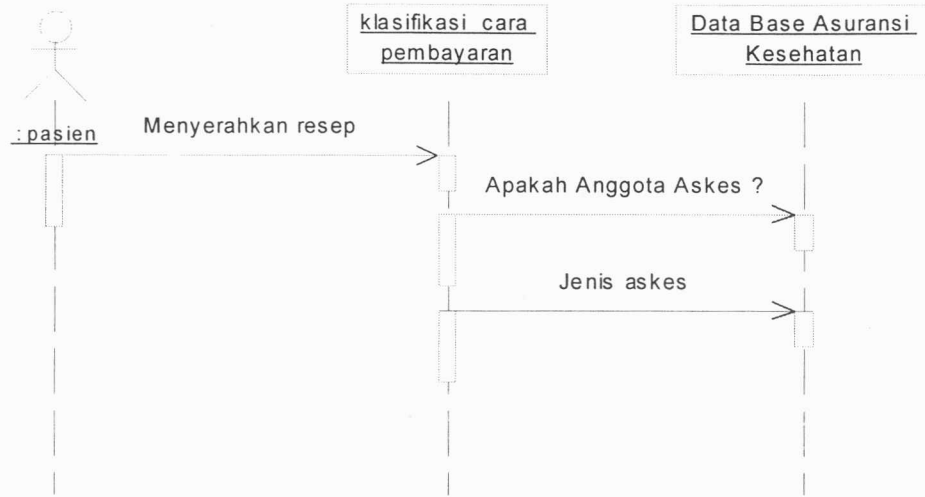 klasifikasi cara
pembayaran
Data Base Asuransi
Kesehatan
:pasien
Menyerahkan resep
Apakah Anggota Askes ?
Jenis askes